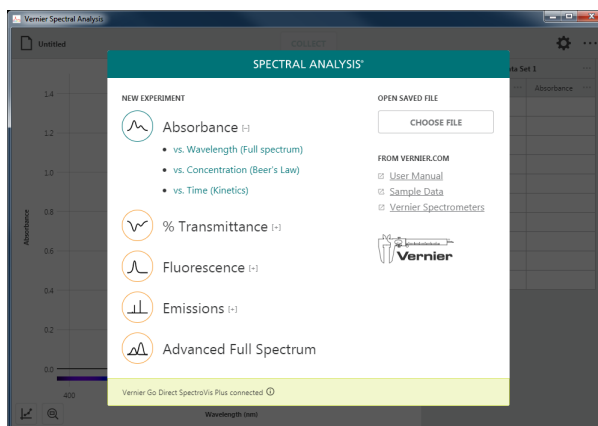 Vernier Spectral Analysis
Untitled
COLLECT
SPECTRAL ANALYSIS®
Set 1
Absorbance
NEW EXPERIMENT
Absorbance [-]
• vs. Wavelength (Full spectrum)
• vs. Concentration (Beer's Law)
• vs. Time (Kinetics)
% Transmittance [+]
Fluorescence [+]
Emissions [+]
Advanced Full Spectrum
OPEN SAVED FILE
CHOOSE FILE
FROM VERNIER.COM
User Manual
Sample Data
Vernier Spectrometers
Vernier
Vernier Go Direct SpectroVis Plus connected
Absorbance
1.4
1.2
1.0
0.8
0.6
0.4
0.2
0.0
400
Wavelength (nm)